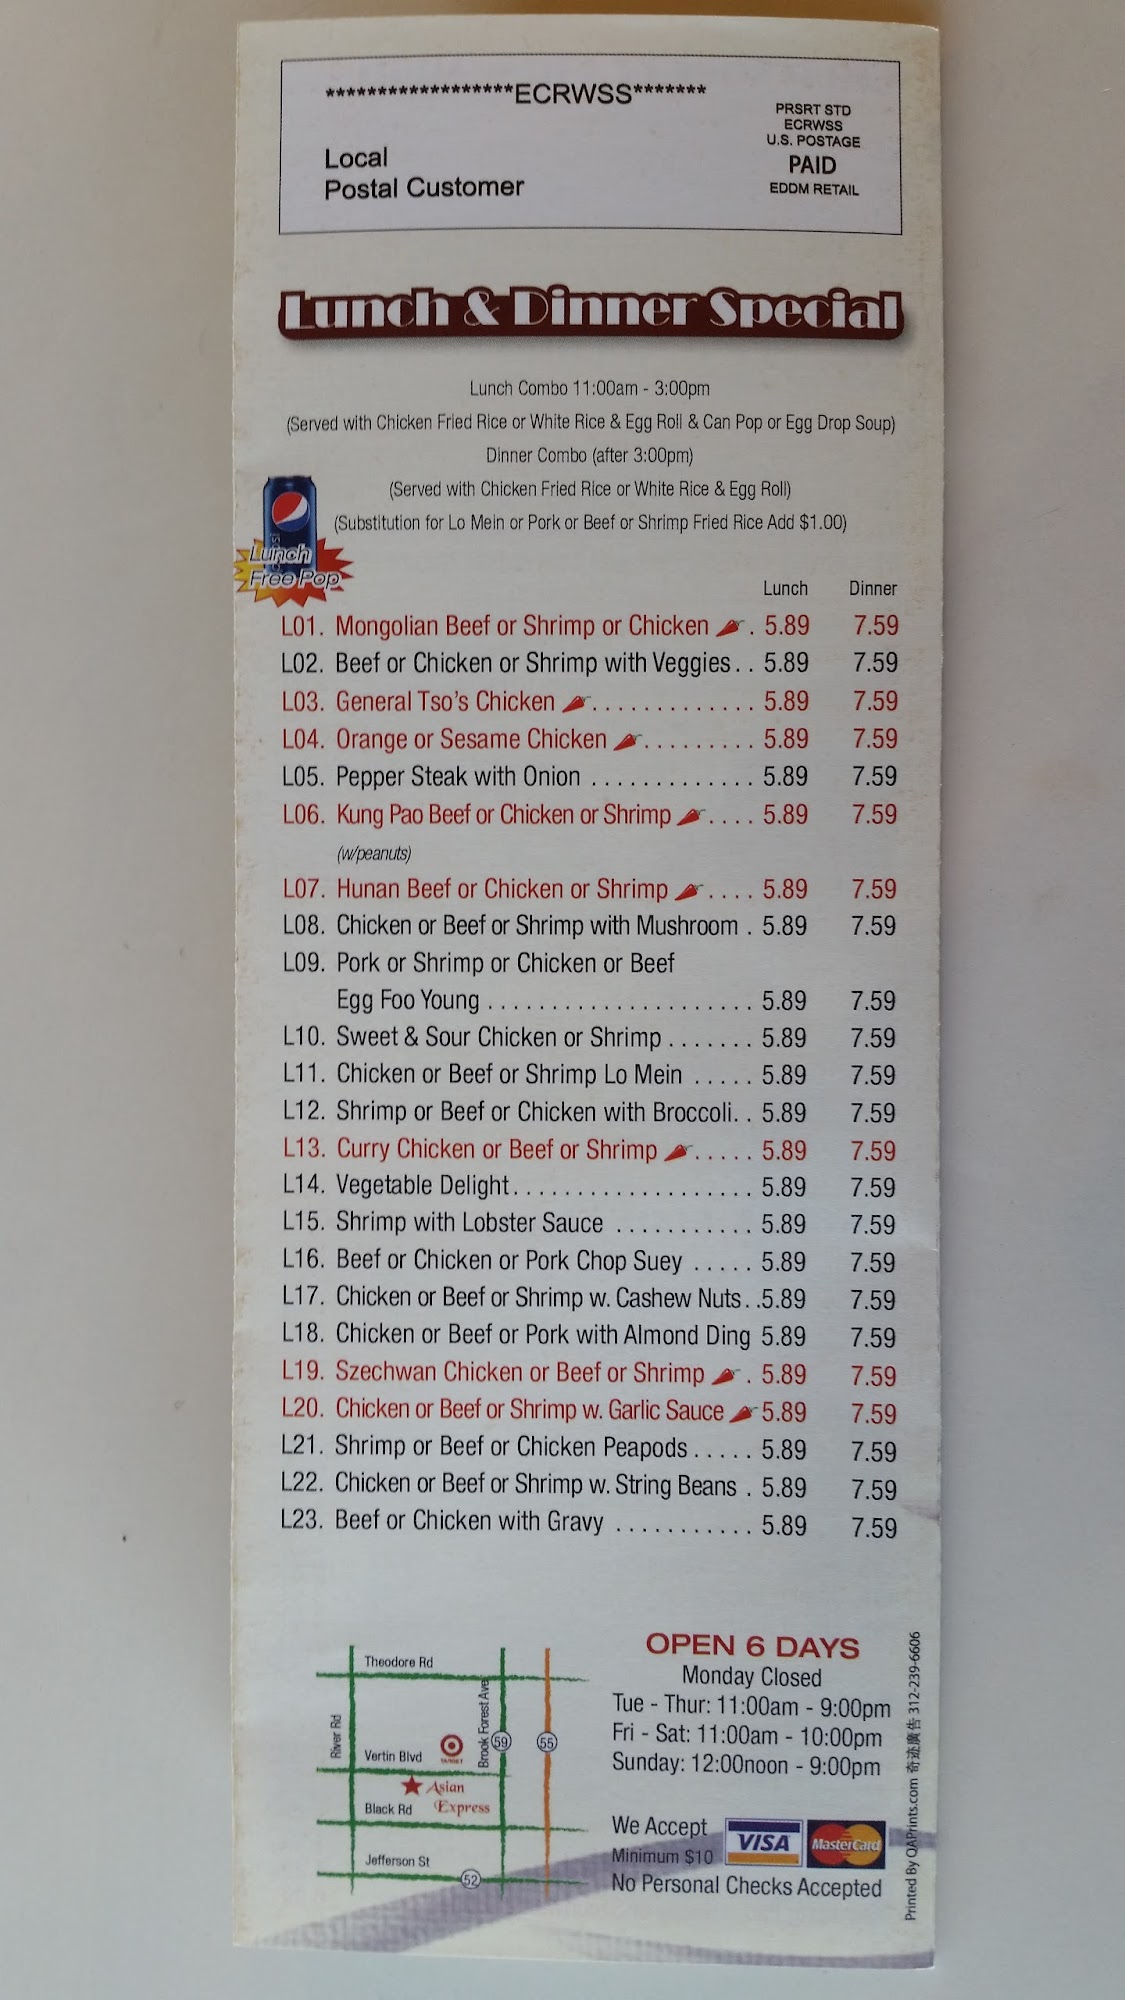 ******************ECRWSS*******
PRSRT STD
ECRWSS
U.S. POSTAGE
PAID
EDDM RETAIL
Local
Postal Customer
Lunch & Dinner Special
Lunch Combo 11:00am - 3:00pm
(Served with Chicken Fried Rice or White Rice & Egg Roll & Can Pop or Egg Drop Soup)
Dinner Combo (after 3:00pm)
(Served with Chicken Fried Rice or White Rice & Egg Roll)
(Substitution for Lo Mein or Pork or Beef or Shrimp Fried Rice Add $1.00)
Lunch
Free Pop
Lunch Dinner
L01. Mongolian Beef or Shrimp or Chicken . 5.89 7.59
L02. Beef or Chicken or Shrimp with Veggies. . 5.89 7.59
L03. General Tso's Chicken . . . . . . . . . . . . . 5.89 7.59
L04. Orange or Sesame Chicken . . . . . . . . . 5.89 7.59
L05. Pepper Steak with Onion . . . . . . . . . . . . . 5.89 7.59
L06. Kung Pao Beef or Chicken or Shrimp . . . . 5.89 7.59
(w/peanuts)
L07. Hunan Beef or Chicken or Shrimp . . . . 5.89 7.59
L08. Chicken or Beef or Shrimp with Mushroom . 5.89 7.59
L09. Pork or Shrimp or Chicken or Beef
Egg Foo Young . . . . . . . . . . . . . . . . . . . . . 5.89 7.59
L10. Sweet & Sour Chicken or Shrimp . . . . . . . 5.89 7.59
L11. Chicken or Beef or Shrimp Lo Mein . . . . . 5.89 7.59
L12. Shrimp or Beef or Chicken with Broccoli. . 5.89 7.59
L13. Curry Chicken or Beef or Shrimp . . . . . 5.89 7.59
L14. Vegetable Delight. . . . . . . . . . . . . . . . . . . 5.89 7.59
L15. Shrimp with Lobster Sauce . . . . . . . . . . . 5.89 7.59
L16. Beef or Chicken or Pork Chop Suey . . . . . 5.89 7.59
L17. Chicken or Beef or Shrimp w. Cashew Nuts. .5.89 7.59
L18. Chicken or Beef or Pork with Almond Ding 5.89 7.59
L19. Szechwan Chicken or Beef or Shrimp . 5.89 7.59
L20. Chicken or Beef or Shrimp w. Garlic Sauce 5.89 7.59
L21. Shrimp or Beef or Chicken Peapods . . . . . 5.89 7.59
L22. Chicken or Beef or Shrimp w. String Beans . 5.89 7.59
L23. Beef or Chicken with Gravy . . . . . . . . . . . 5.89 7.59
Theodore Rd
River Rd
Brook Forest Ave
59
55
TARGET
Vertin Blvd
Asian
Express
Black Rd
Jefferson St
52
OPEN 6 DAYS
Monday Closed
Tue - Thur: 11:00am - 9:00pm
Fri - Sat: 11:00am - 10:00pm
Sunday: 12:00noon - 9:00pm
We Accept
Minimum $10
VISA
MasterCard
No Personal Checks Accepted
Printed By QAPrints.com 奇迹廣告 312-239-6606